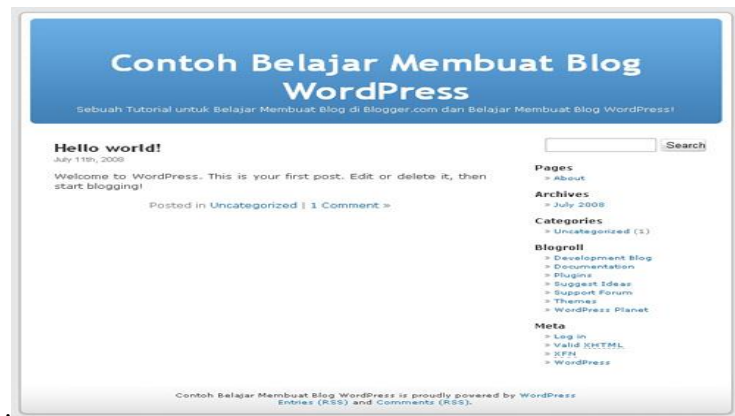 Contoh Belajar Membuat Blog
WordPress
Sebuah Tutorial untuk Belajar Membuat Blog di Blogger.com dan Belajar Membuat Blog WordPress!
Hello world!
July 11th, 2008
Welcome to WordPress. This is your first post. Edit or delete it, then
start blogging!
Posted in Uncategorized | 1 Comment »
Search
Pages
» About
Archives
» July 2008
Categories
» Uncategorized (1)
Blogroll
» Development Blog
» Documentation
» Plugins
» Suggest Ideas
» Support Forum
» Themes
» WordPress Planet
Meta
» Log in
» Valid XHTML
» XFN
» WordPress
Contoh Belajar Membuat Blog WordPress is proudly powered by WordPress
Entries (RSS) and Comments (RSS).
.